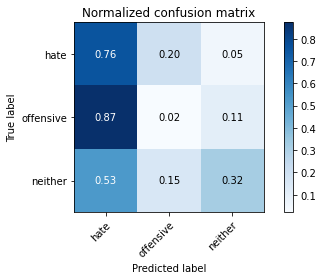 Normalized confusion matrix
True label
hate
0.76 0.20 0.05
offensive
0.87 0.02 0.11
neither
0.53 0.15 0.32
hate offensive neither
Predicted label
0.8
0.7
0.6
0.5
0.4
0.3
0.2
0.1